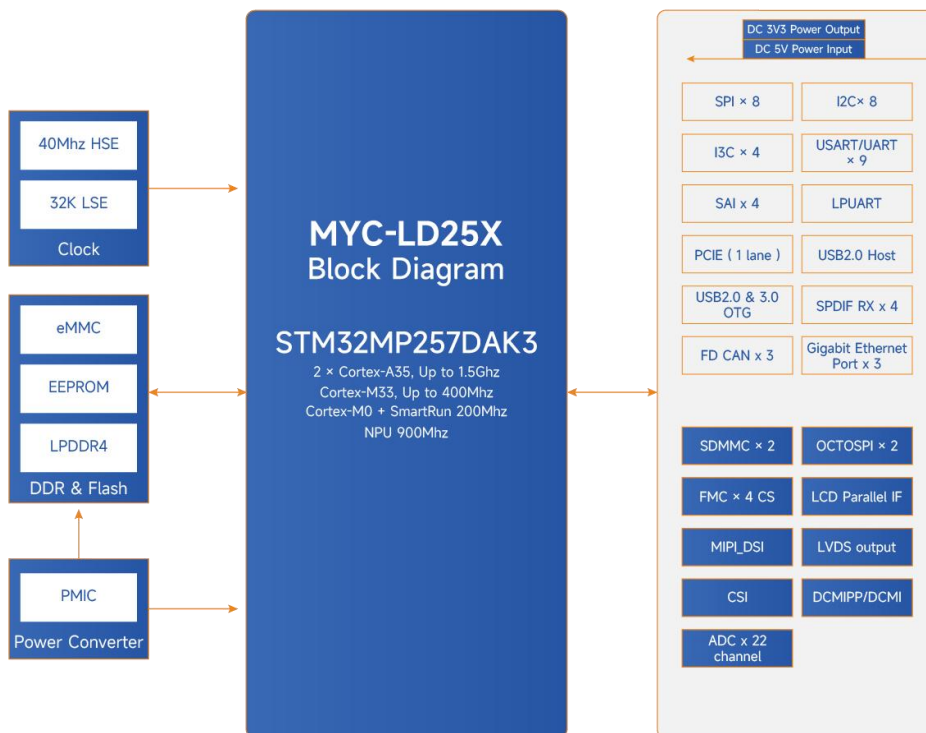 40Mhz HSE
32K LSE
Clock
eMMC
EEPROM
LPDDR4
DDR & Flash
PMIC
Power Converter
MYC-LD25X
Block Diagram
STM32MP257DAK3
2 × Cortex-A35, Up to 1.5Ghz
Cortex-M33, Up to 400Mhz
Cortex-M0 + SmartRun 200Mhz
NPU 900Mhz
DC 3V3 Power Output
DC 5V Power Input
SPI × 8
I2C× 8
I3C × 4
USART/UART
× 9
SAI x 4
LPUART
PCIE ( 1 lane )
USB2.0 Host
USB2.0 & 3.0
OTG
SPDIF RX x 4
FD CAN x 3
Gigabit Ethernet
Port x 3
SDMMC × 2
OCTOSPI × 2
FMC × 4 CS
LCD Parallel IF
MIPI_DSI
LVDS output
CSI
DCMIPP/DCMI
ADC x 22
channel